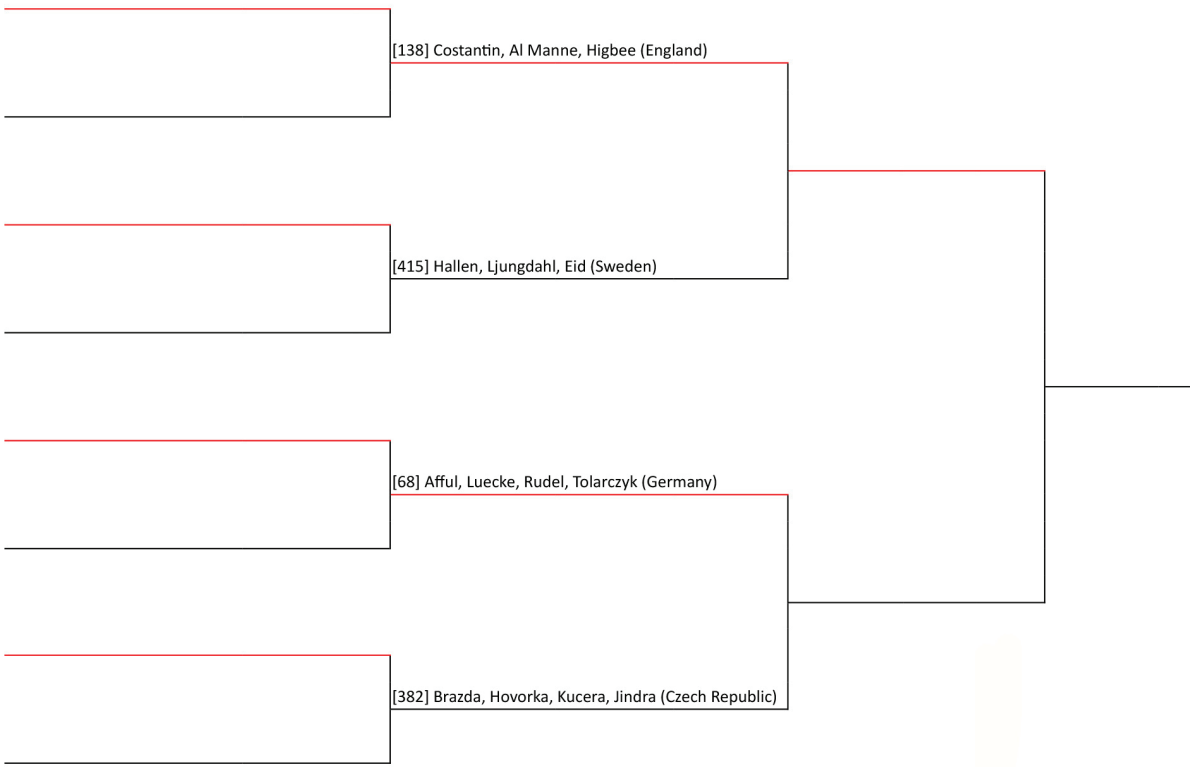 [138] Costantin, Al Manne, Higbee (England)
[415] Hallen, Ljungdahl, Eid (Sweden)
[68] Afful, Luecke, Rudel, Tolarczyk (Germany)
[382] Brazda, Hovorka, Kucera, Jindra (Czech Republic)